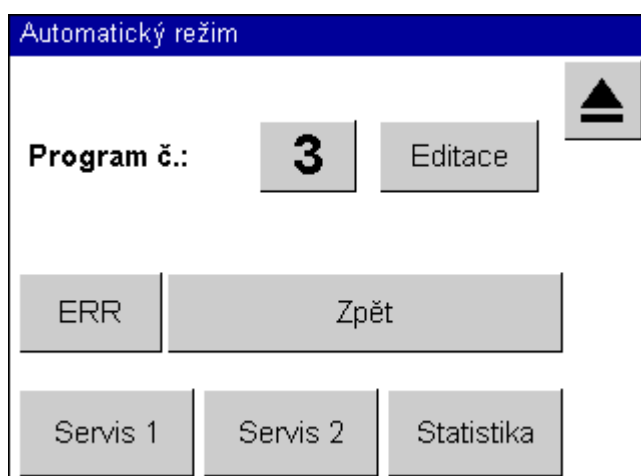 Automatický režim
Program č.: 3 Editace
ERR Zpět
Servis 1 Servis 2 Statistika